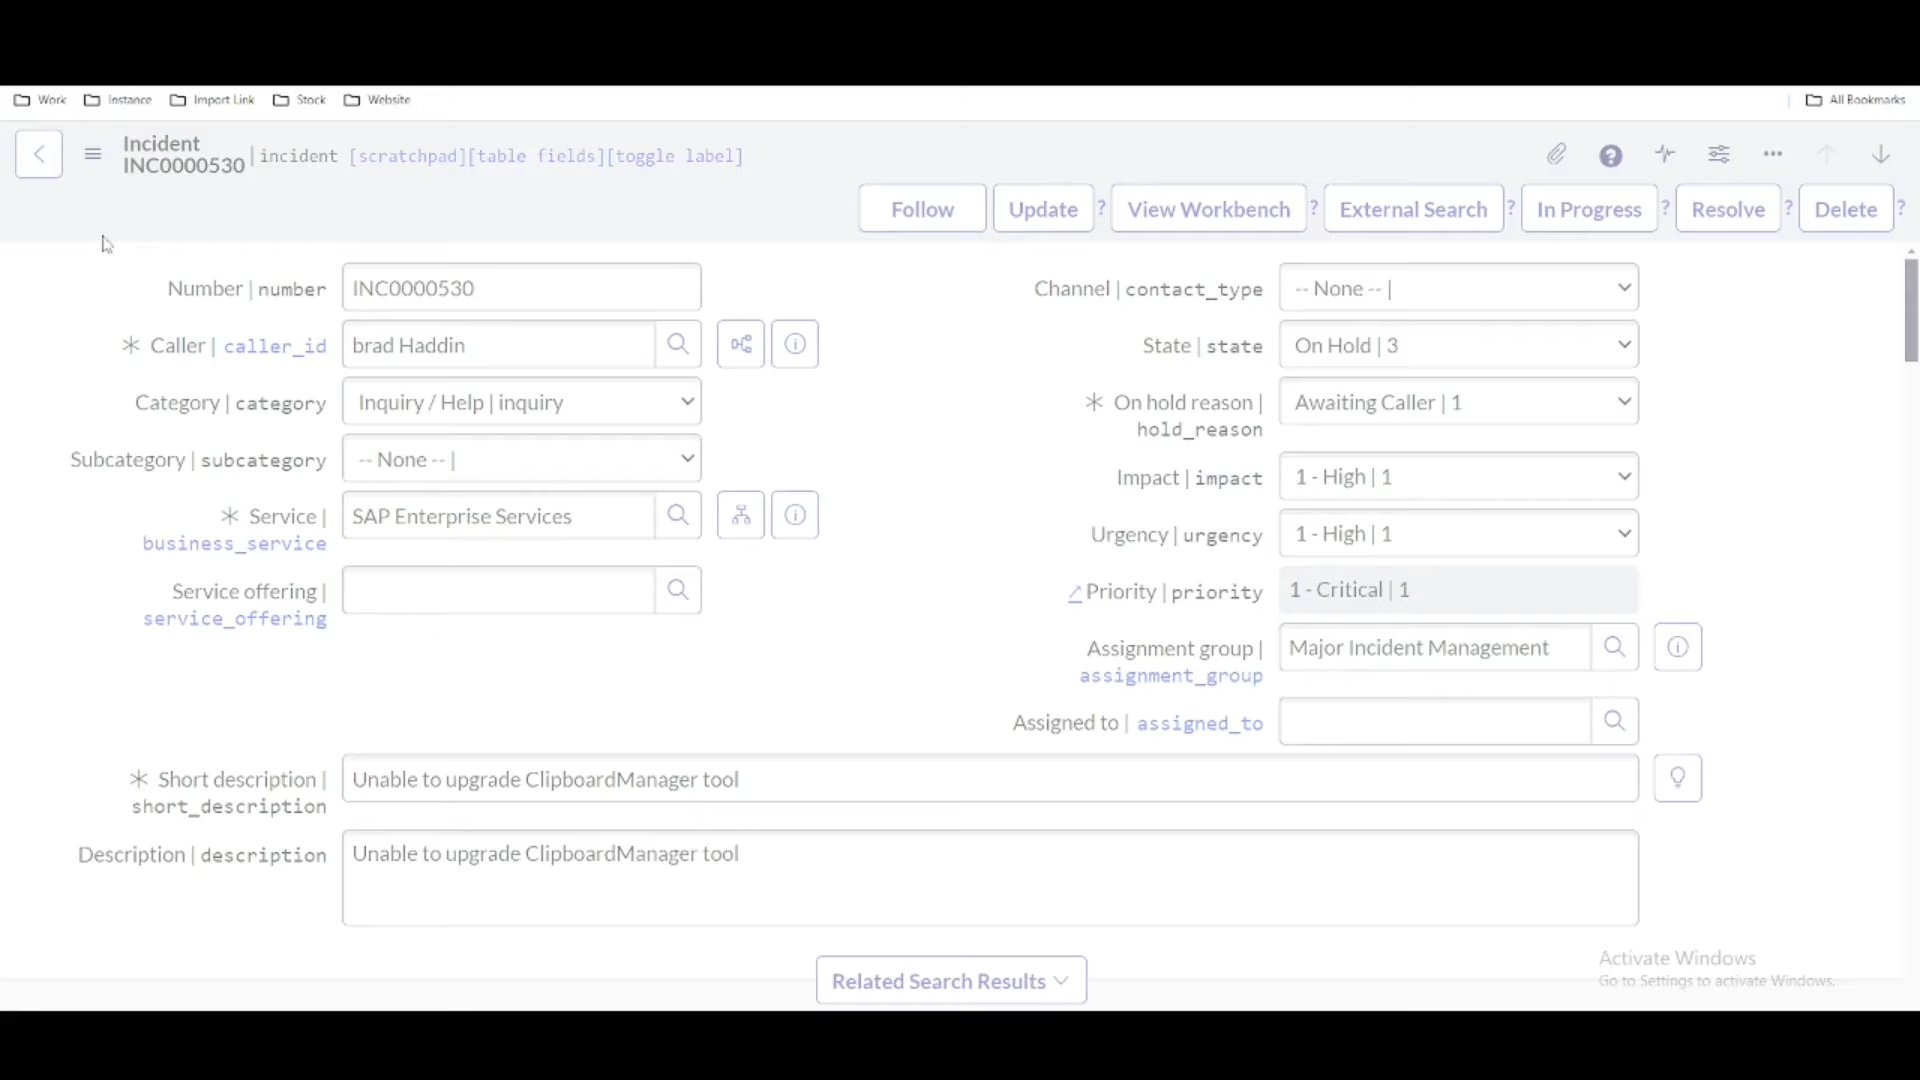 Work Instance Import Link Stock Website All Bookmarks
Incident
INC0000530 | incident [scratchpad][table fields][toggle label]
Follow Update ? View Workbench ? External Search ? In Progress ? Resolve ? Delete ?
Number | number INC0000530
Channel | contact_type -- None -- |
* Caller | caller_id brad Haddin
State | state On Hold | 3
Category | category Inquiry / Help | inquiry
* On hold reason | hold_reason Awaiting Caller | 1
Subcategory | subcategory -- None -- |
Impact | impact 1 - High | 1
* Service | business_service SAP Enterprise Services
Urgency | urgency 1 - High | 1
Service offering | service_offering
Priority | priority 1 - Critical | 1
Assignment group | assignment_group Major Incident Management
Assigned to | assigned_to
* Short description | short_description Unable to upgrade ClipboardManager tool
Description | description Unable to upgrade ClipboardManager tool
Related Search Results
Activate Windows
Go to Settings to activate Windows.